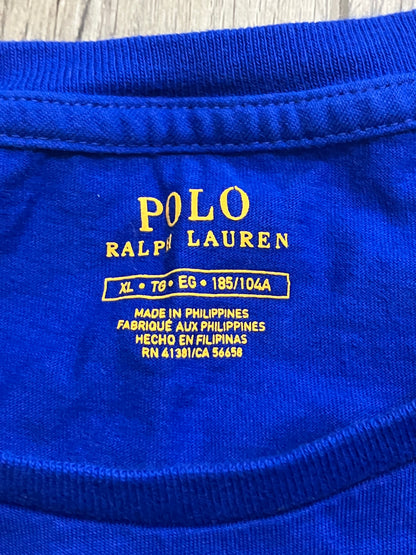 POLO
RALPH LAUREN
XL • TG • EG • 185/104A
MADE IN PHILIPPINES
FABRIQUÉ AUX PHILIPPINES
HECHO EN FILIPINAS
RN 41381/CA 56658